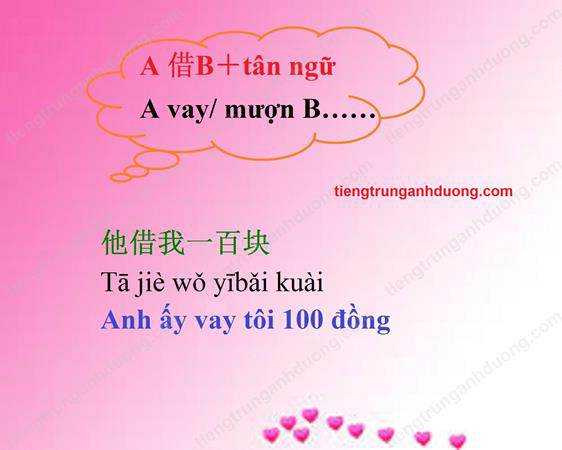 A 借B＋tân ngữ
A vay/ mượn B……
tiengtrunganhduong.com
他借我一百块
Tā jiè wǒ yībǎi kuài
Anh ấy vay tôi 100 đồng